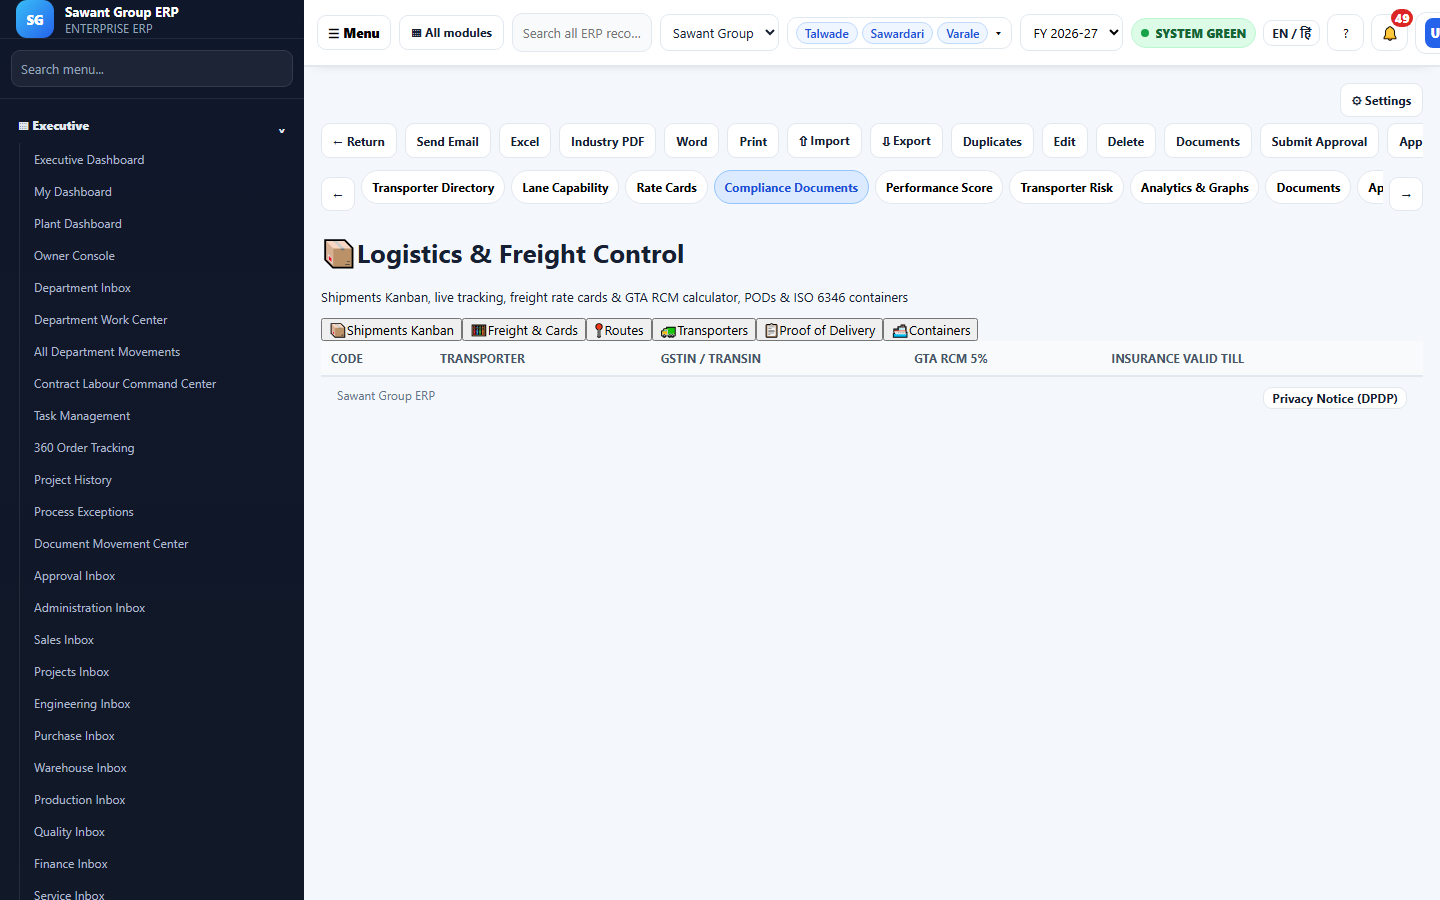 SG Sawant Group ERP
ENTERPRISE ERP
Search menu...
Executive
Executive Dashboard
My Dashboard
Plant Dashboard
Owner Console
Department Inbox
Department Work Center
All Department Movements
Contract Labour Command Center
Task Management
360 Order Tracking
Project History
Process Exceptions
Document Movement Center
Approval Inbox
Administration Inbox
Sales Inbox
Projects Inbox
Engineering Inbox
Purchase Inbox
Warehouse Inbox
Production Inbox
Quality Inbox
Finance Inbox
Service Inbox
☰ Menu All modules Search all ERP reco... Sawant Group Talwade Sawardari Varale FY 2026-27 SYSTEM GREEN EN / हिं ? 49 U
⚙ Settings
← Return Send Email Excel Industry PDF Word Print ⇧ Import ⇩ Export Duplicates Edit Delete Documents Submit Approval App
← Transporter Directory Lane Capability Rate Cards Compliance Documents Performance Score Transporter Risk Analytics & Graphs Documents Ap →
Logistics & Freight Control
Shipments Kanban, live tracking, freight rate cards & GTA RCM calculator, PODs & ISO 6346 containers
Shipments Kanban Freight & Cards Routes Transporters Proof of Delivery Containers
CODE TRANSPORTER GSTIN / TRANSIN GTA RCM 5% INSURANCE VALID TILL
Sawant Group ERP Privacy Notice (DPDP)